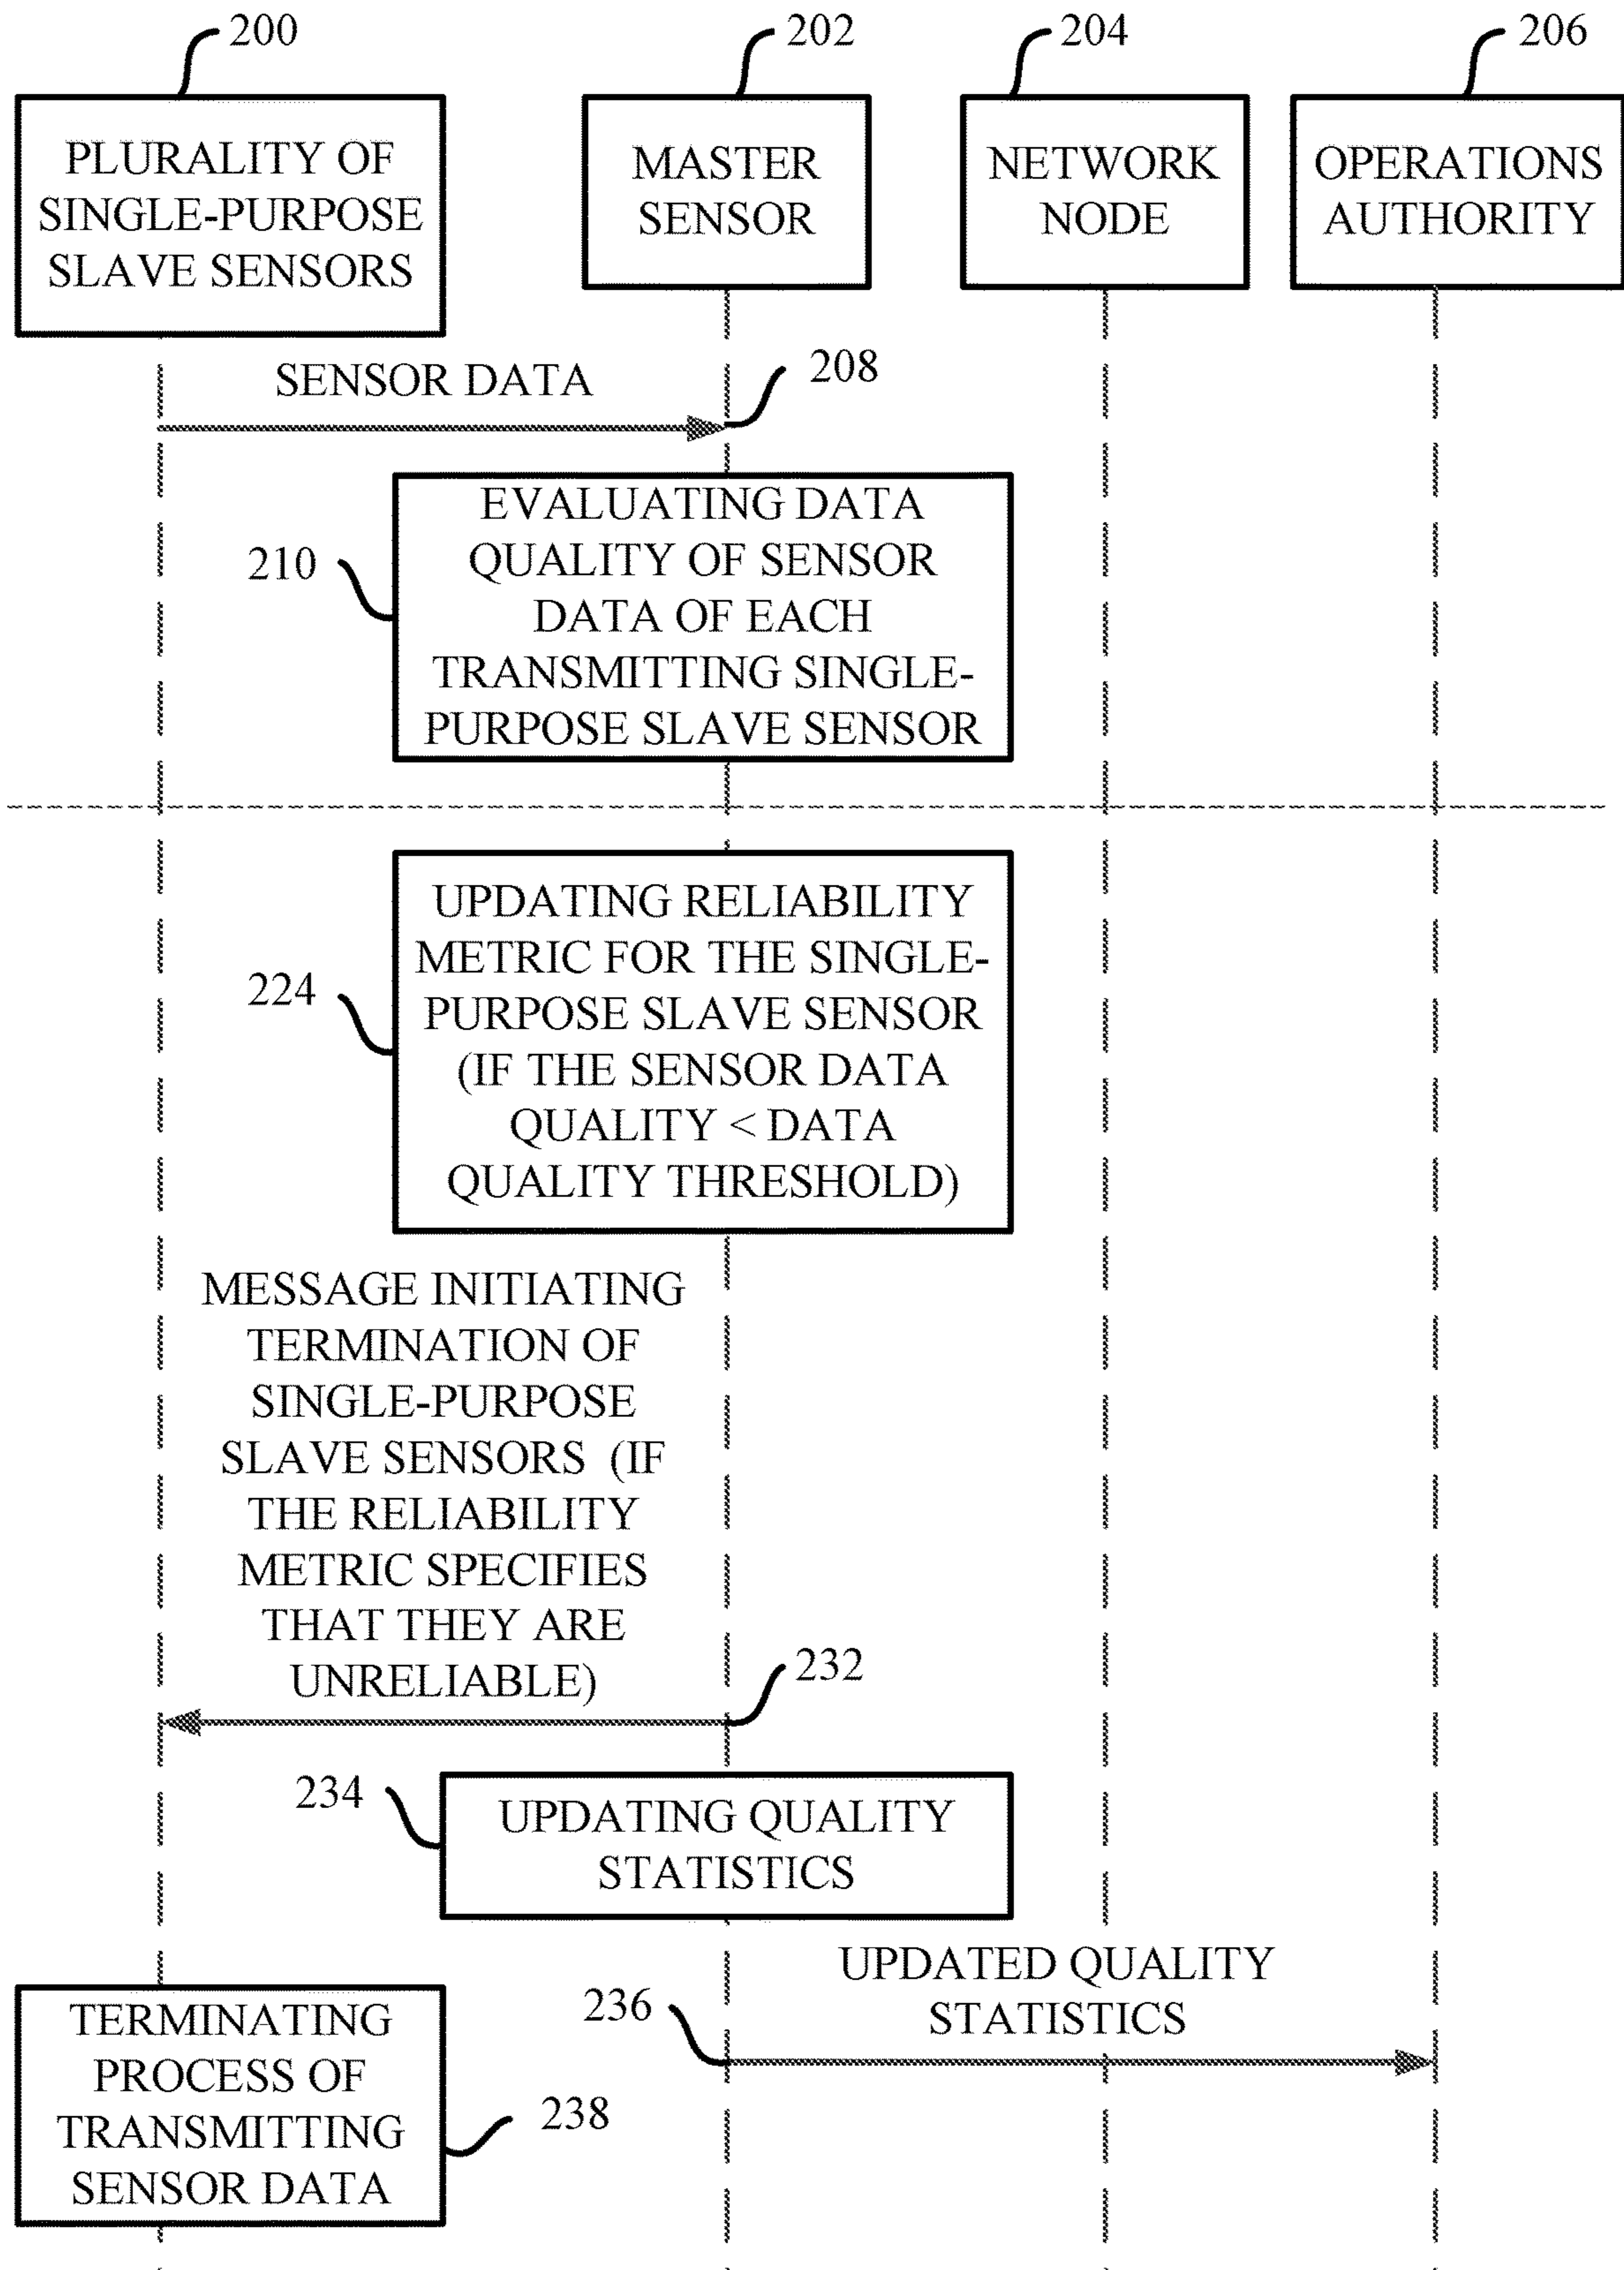 200
202
204
206
PLURALITY OF
SINGLE-PURPOSE
SLAVE SENSORS
MASTER
SENSOR
NETWORK
NODE
OPERATIONS
AUTHORITY
SENSOR DATA
208
210
EVALUATING DATA
QUALITY OF SENSOR
DATA OF EACH
TRANSMITTING SINGLE-
PURPOSE SLAVE SENSOR
224
UPDATING RELIABILITY
METRIC FOR THE SINGLE-
PURPOSE SLAVE SENSOR
(IF THE SENSOR DATA
QUALITY < DATA
QUALITY THRESHOLD)
MESSAGE INITIATING
TERMINATION OF
SINGLE-PURPOSE
SLAVE SENSORS (IF
THE RELIABILITY
METRIC SPECIFIES
THAT THEY ARE
UNRELIABLE)
232
234
UPDATING QUALITY
STATISTICS
UPDATED QUALITY
STATISTICS
236
TERMINATING
PROCESS OF
TRANSMITTING
SENSOR DATA
238